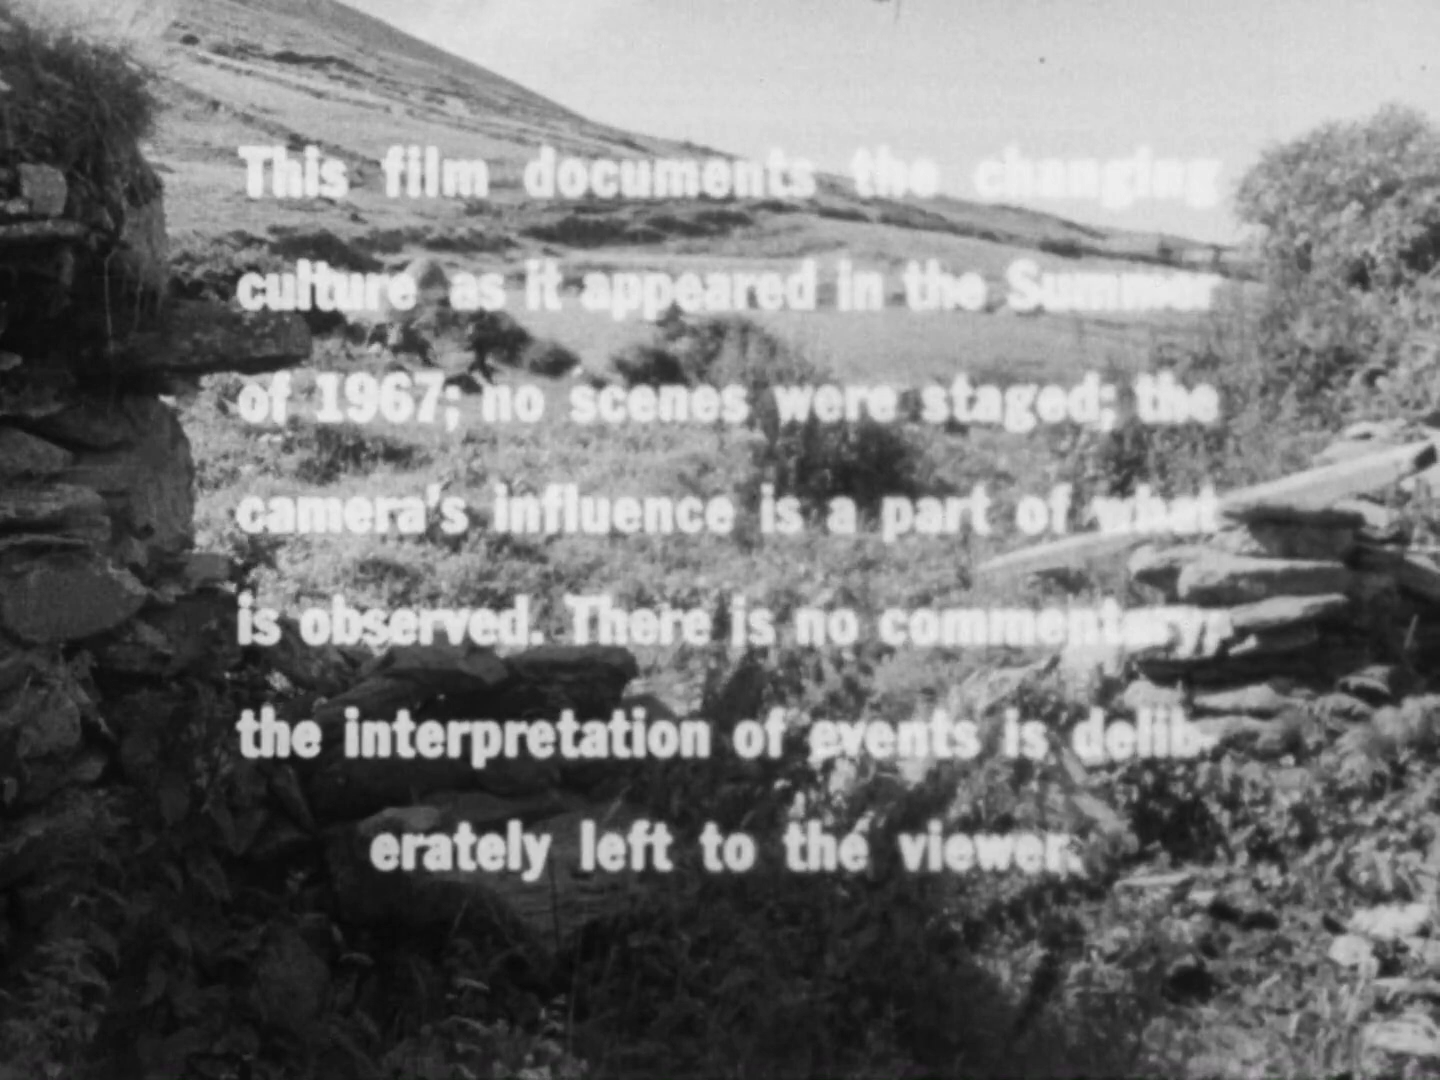 This film documents the changing
culture as it appeared in the Summer
of 1967; no scenes were staged; the
camera's influence is a part of what
is observed. There is no commentary;
the interpretation of events is delib-
erately left to the viewer.